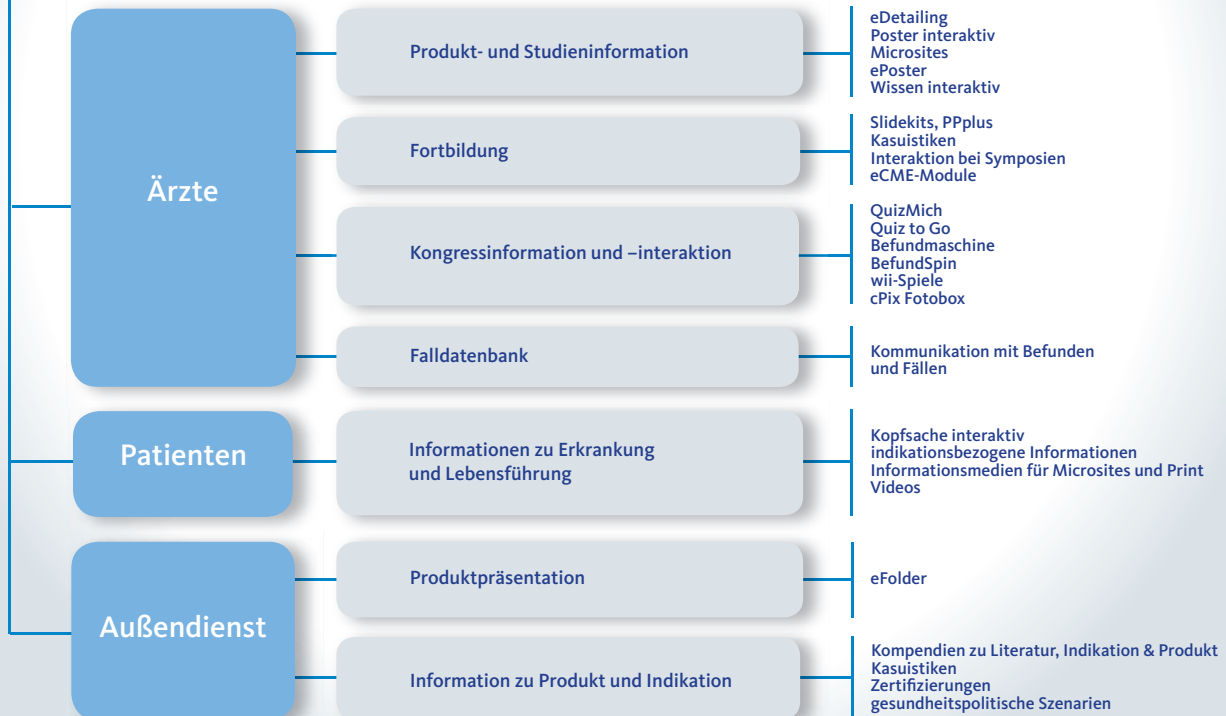 Ärzte
Produkt- und Studieninformation
eDetailing
Poster interaktiv
Microsites
ePoster
Wissen interaktiv
Fortbildung
Slidekits, PPplus
Kasuistiken
Interaktion bei Symposien
eCME-Module
Kongressinformation und –interaktion
QuizMich
Quiz to Go
Befundmaschine
BefundSpin
wii-Spiele
cPix Fotobox
Falldatenbank
Kommunikation mit Befunden
und Fällen
Patienten
Informationen zu Erkrankung
und Lebensführung
Kopfsache interaktiv
indikationsbezogene Informationen
Informationsmedien für Microsites und Print
Videos
Außendienst
Produktpräsentation
eFolder
Information zu Produkt und Indikation
Kompendien zu Literatur, Indikation & Produkt
Kasuistiken
Zertifizierungen
gesundheitspolitische Szenarien